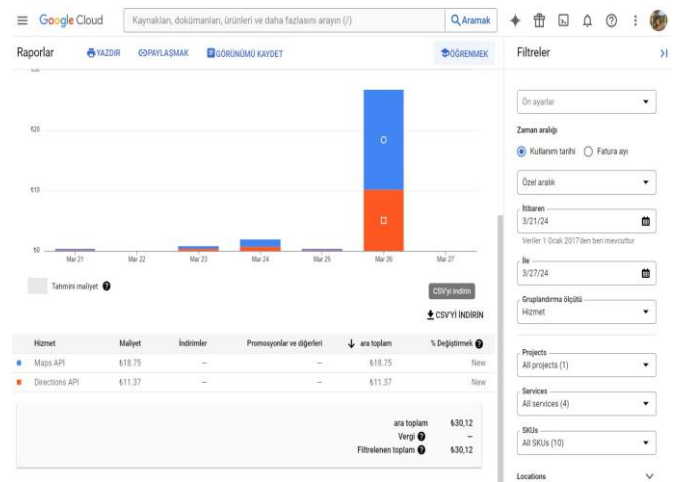 Google Cloud
Kaynakları, dokümanları, ürünleri ve daha fazlasını arayın (/)
Aramak
Raporlar
YAZDIR
PAYLAŞMAK
GÖRÜNÜMÜ KAYDET
ÖĞRENMEK
₺20
₺10
₺0
Mar 21
Mar 22
Mar 23
Mar 24
Mar 25
Mar 26
Mar 27
Tahmini maliyet
CSV'yi indirin
CSV'Yİ İNDİRİN
Hizmet Maliyet İndirimler Promosyonlar ve diğerleri ara toplam % Değiştirmek
Maps API ₺18.75 – – ₺18.75 New
Directions API ₺11.37 – – ₺11.37 New
ara toplam ₺30,12
Vergi –
Filtrelenen toplam ₺30,12
Filtreler
Ön ayarlar
Zaman aralığı
Kullanım tarihi
Fatura ayı
Özel aralık
İtibaren
3/21/24
Veriler 1 Ocak 2017'den beri mevcuttur
İle
3/27/24
Gruplandırma ölçütü
Hizmet
Projects
All projects (1)
Services
All services (4)
SKUs
All SKUs (10)
Locations